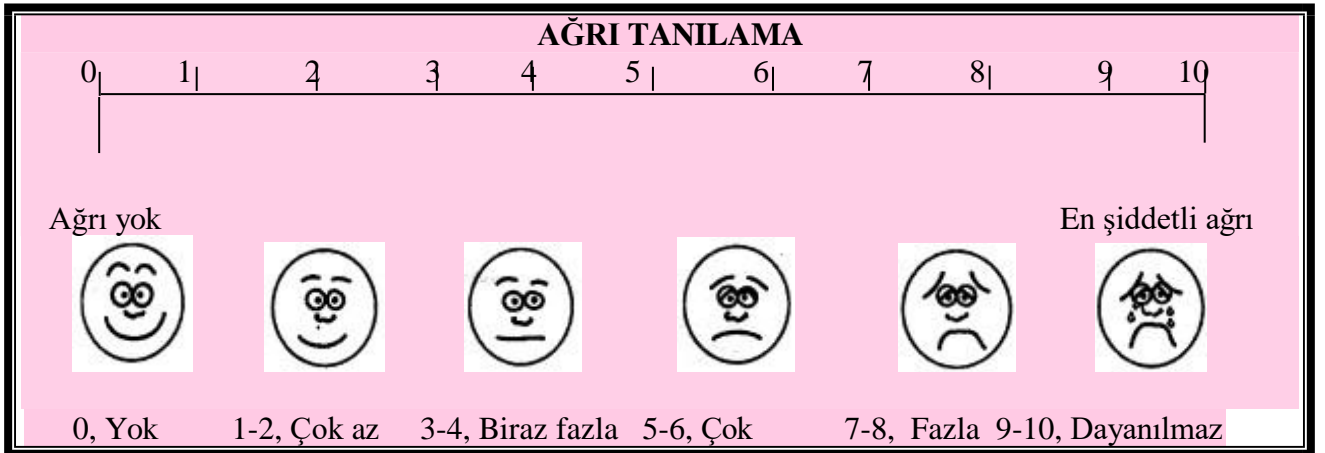 AĞRI TANILAMA
0 1 2 3 4 5 6 7 8 9 10
Ağrı yok En şiddetli ağrı
0, Yok 1-2, Çok az 3-4, Biraz fazla 5-6, Çok 7-8, Fazla 9-10, Dayanılmaz